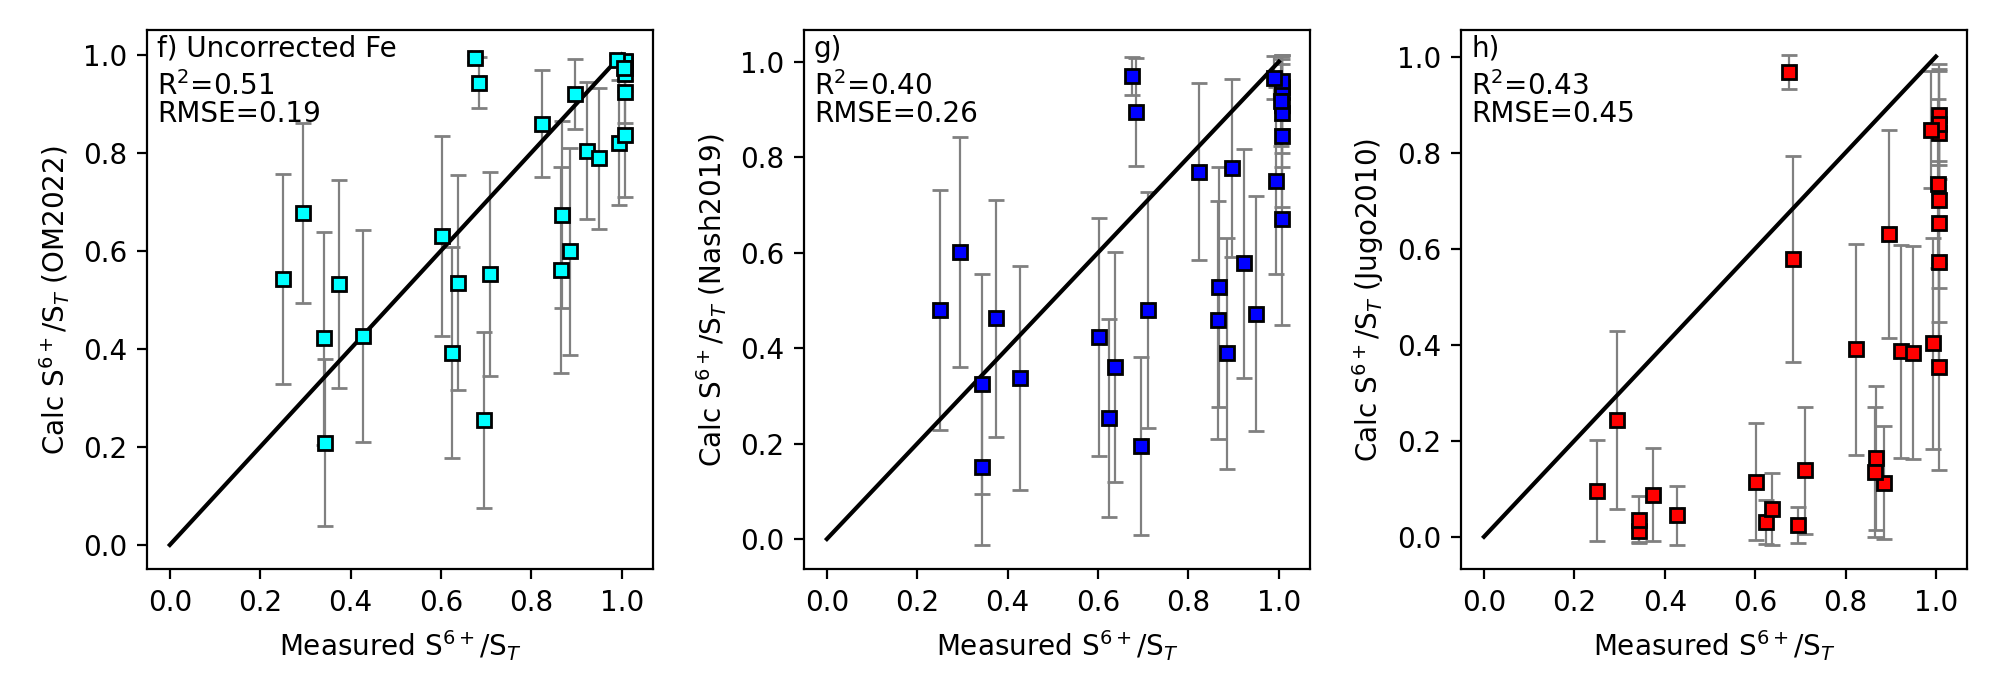 f) Uncorrected Fe
R²=0.51
RMSE=0.19
Calc S⁶⁺/S_T (OM2022)
1.0
0.8
0.6
0.4
0.2
0.0
0.0 0.2 0.4 0.6 0.8 1.0
Measured S⁶⁺/S_T
g)
R²=0.40
RMSE=0.26
Calc S⁶⁺/S_T (Nash2019)
1.0
0.8
0.6
0.4
0.2
0.0
0.0 0.2 0.4 0.6 0.8 1.0
Measured S⁶⁺/S_T
h)
R²=0.43
RMSE=0.45
Calc S⁶⁺/S_T (Jugo2010)
1.0
0.8
0.6
0.4
0.2
0.0
0.0 0.2 0.4 0.6 0.8 1.0
Measured S⁶⁺/S_T